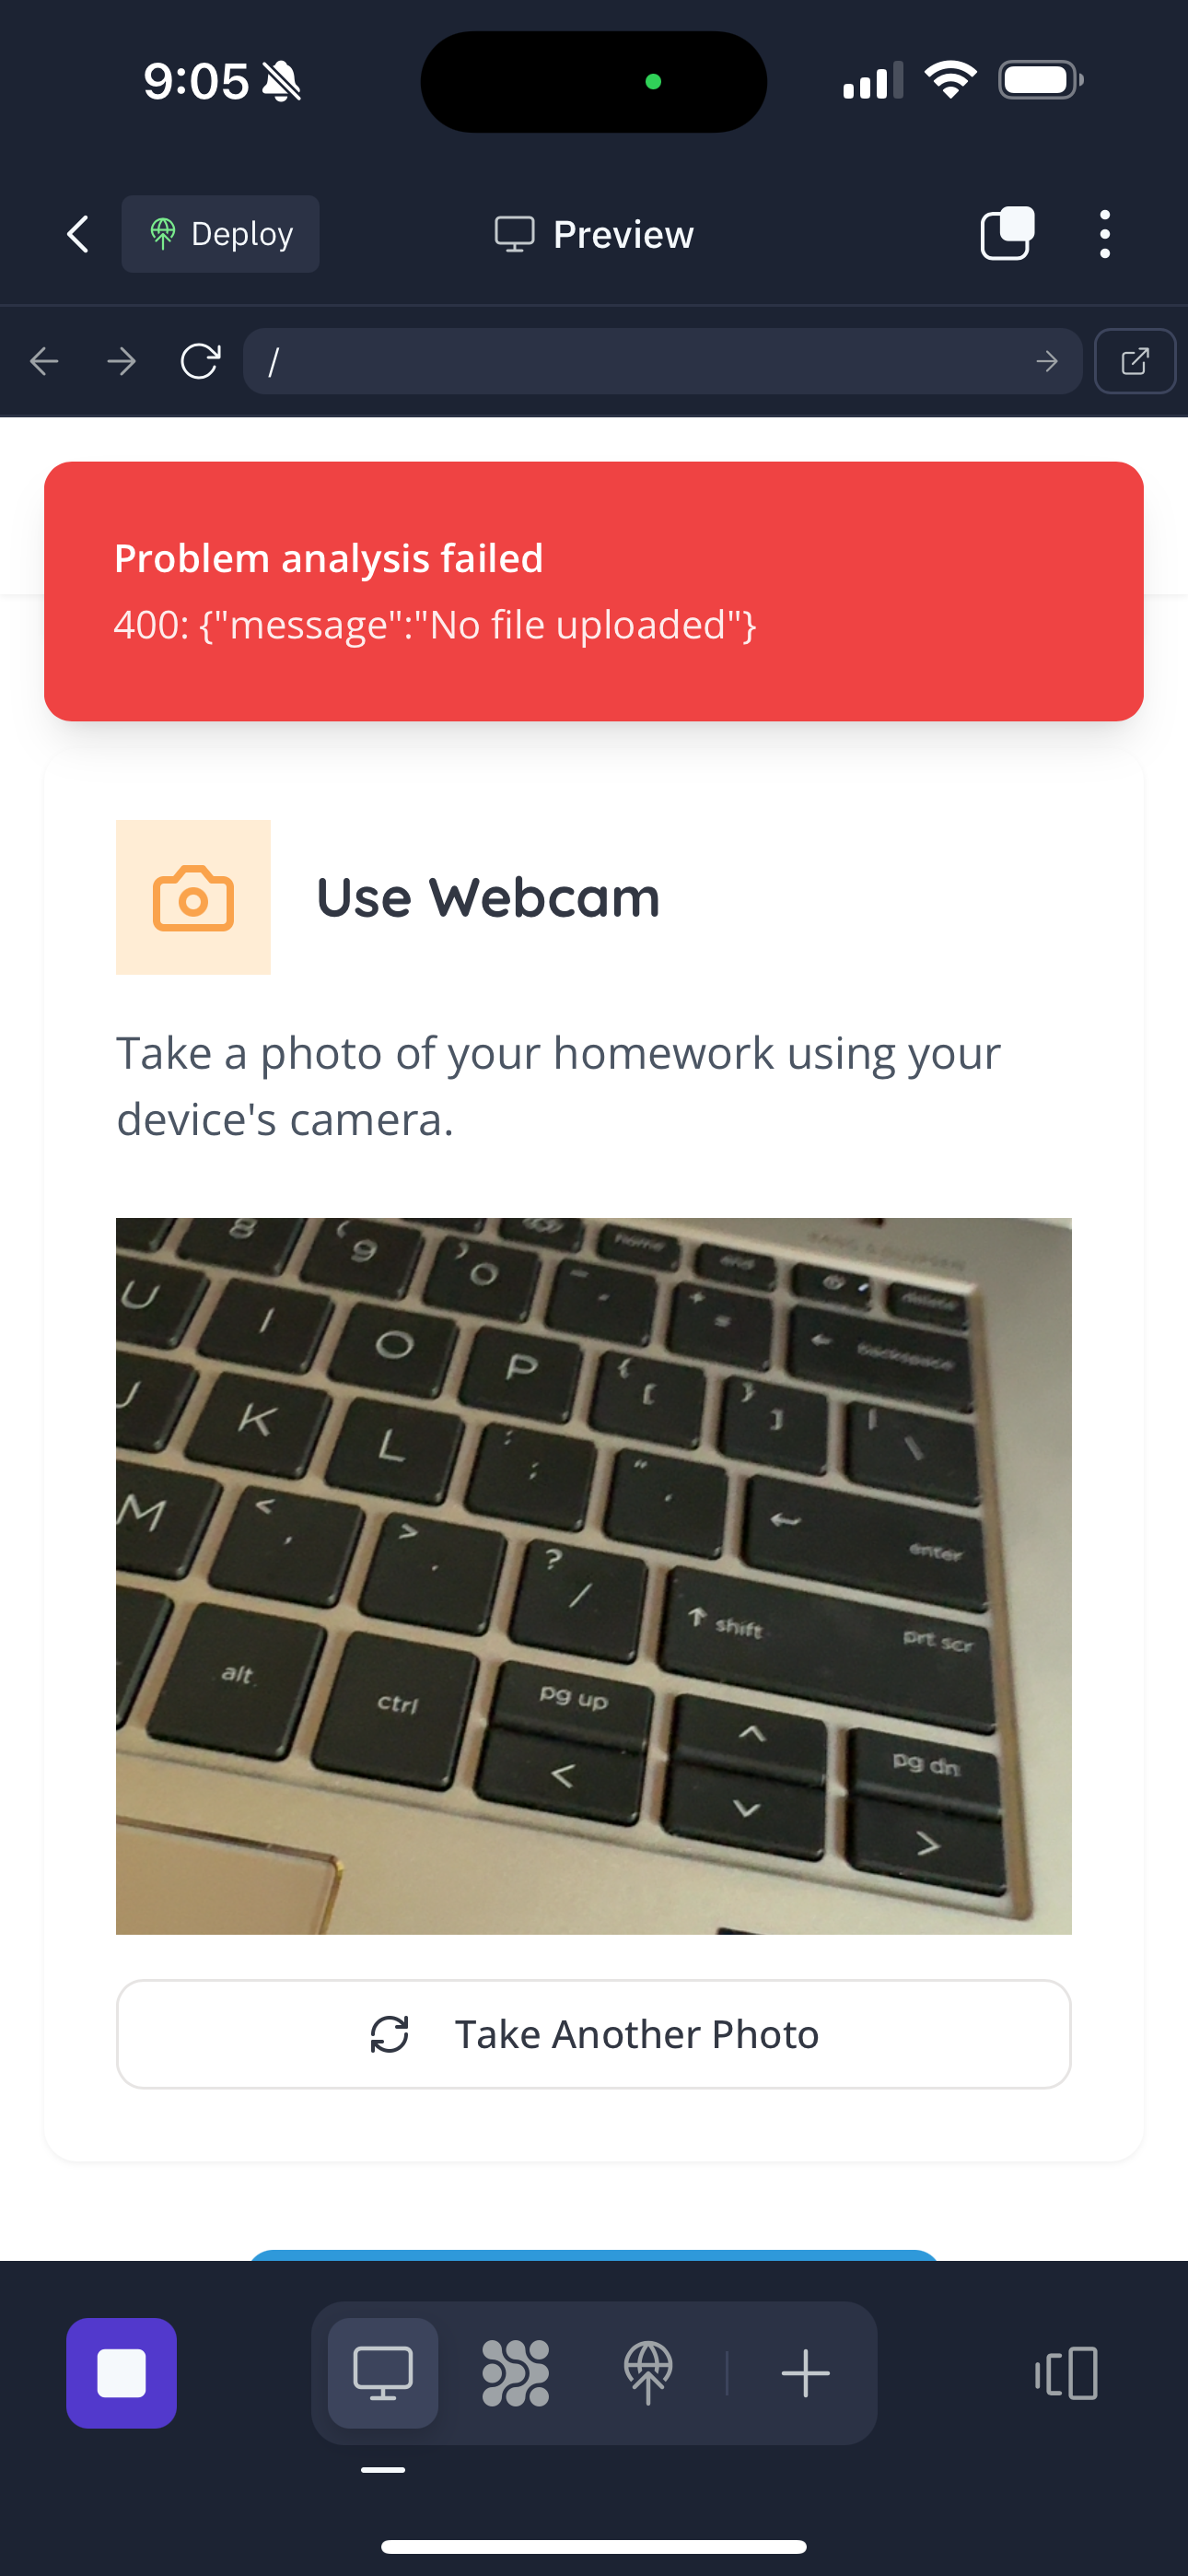 9:05
Deploy
Preview
/
Problem analysis failed
400: {"message":"No file uploaded"}
Use Webcam
Take a photo of your homework using your
device's camera.
8 ( 9 ) 0 - + = home end delete
U I O P { [ } ] | \ backspace
J K L : ; " ' enter
M < , > . ? / shift prt scr
alt ctrl pg up pg dn
Take Another Photo